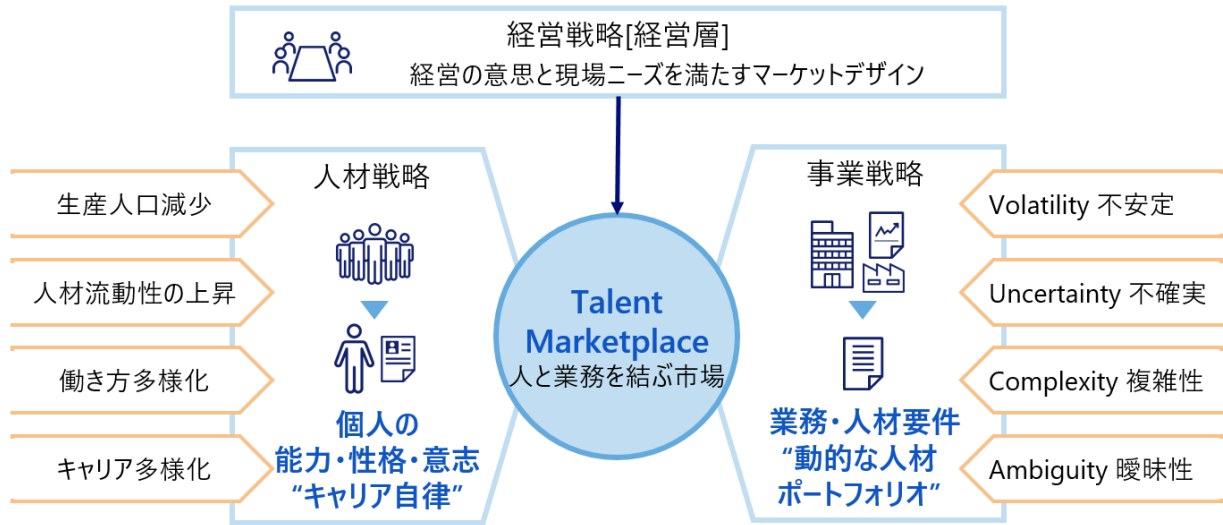 経営戦略[経営層]
経営の意思と現場ニーズを満たすマーケットデザイン
人材戦略
事業戦略
生産人口減少
人材流動性の上昇
働き方多様化
キャリア多様化
個人の
能力・性格・意志
“キャリア自律”
Talent
Marketplace
人と業務を結ぶ市場
業務・人材要件
“動的な人材
ポートフォリオ”
Volatility 不安定
Uncertainty 不確実
Complexity 複雑性
Ambiguity 曖昧性